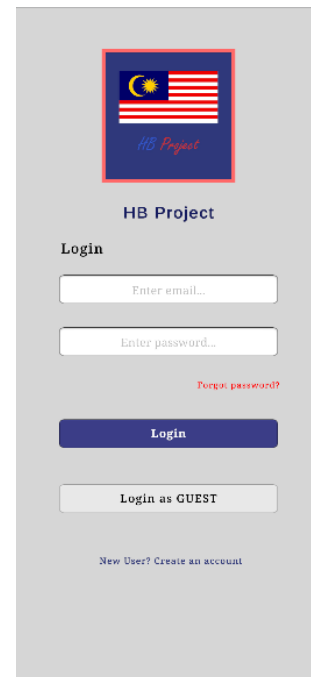 HB Project
HB Project
Login
Enter email...
Enter password...
Forgot password?
Login
Login as GUEST
New User? Create an account